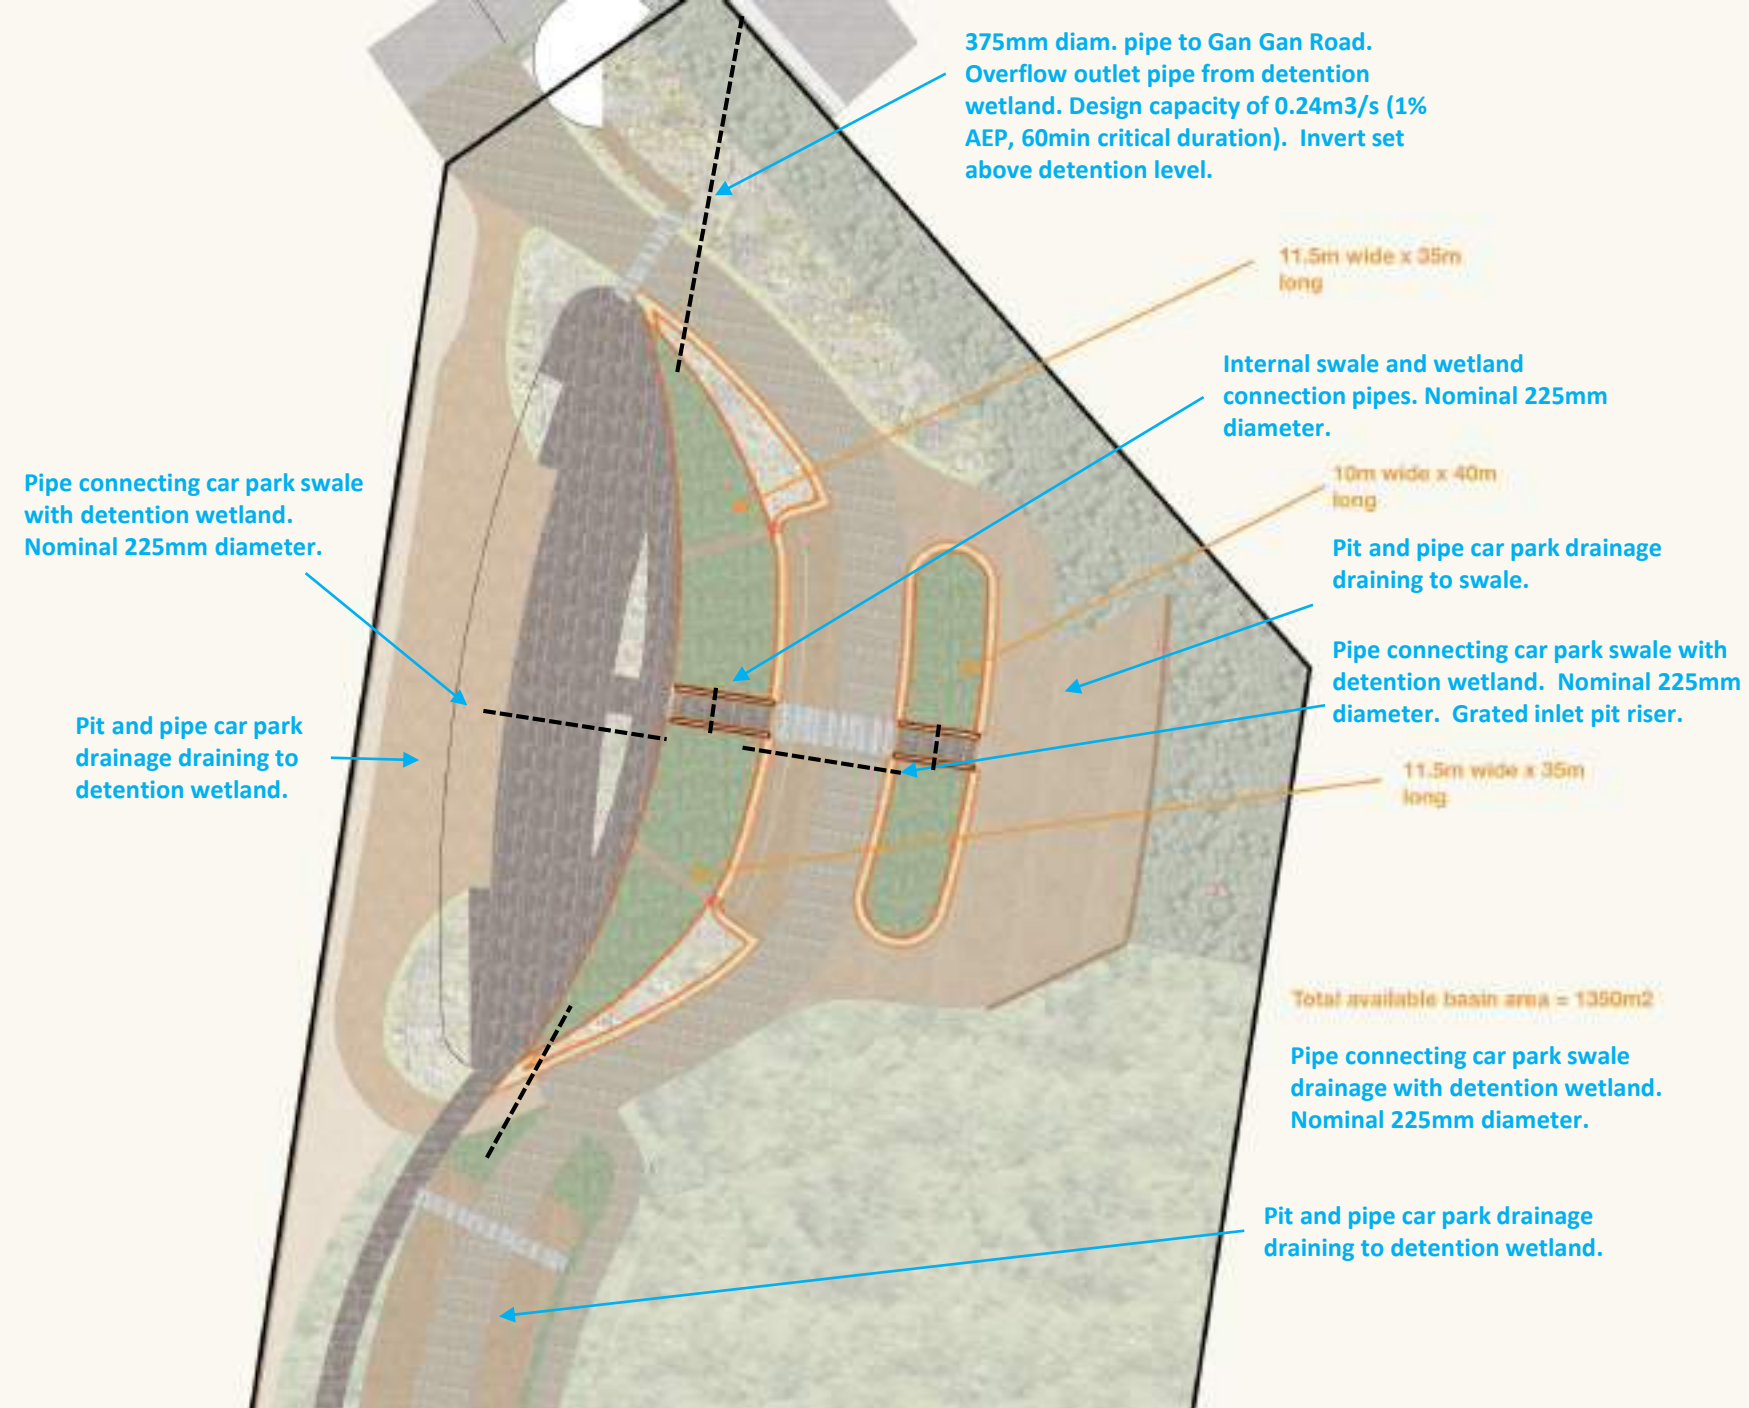 375mm diam. pipe to Gan Gan Road.
Overflow outlet pipe from detention
wetland. Design capacity of 0.24m3/s (1%
AEP, 60min critical duration).  Invert set
above detention level.
11.5m wide x 35m
long
Internal swale and wetland
connection pipes. Nominal 225mm
diameter.
10m wide x 40m
long
Pipe connecting car park swale
with detention wetland.
Nominal 225mm diameter.
Pit and pipe car park drainage
draining to swale.
Pipe connecting car park swale with
detention wetland.  Nominal 225mm
diameter.  Grated inlet pit riser.
Pit and pipe car park
drainage draining to
detention wetland.
11.5m wide x 35m
long
Total available basin area = 1350m2
Pipe connecting car park swale
drainage with detention wetland.
Nominal 225mm diameter.
Pit and pipe car park drainage
draining to detention wetland.